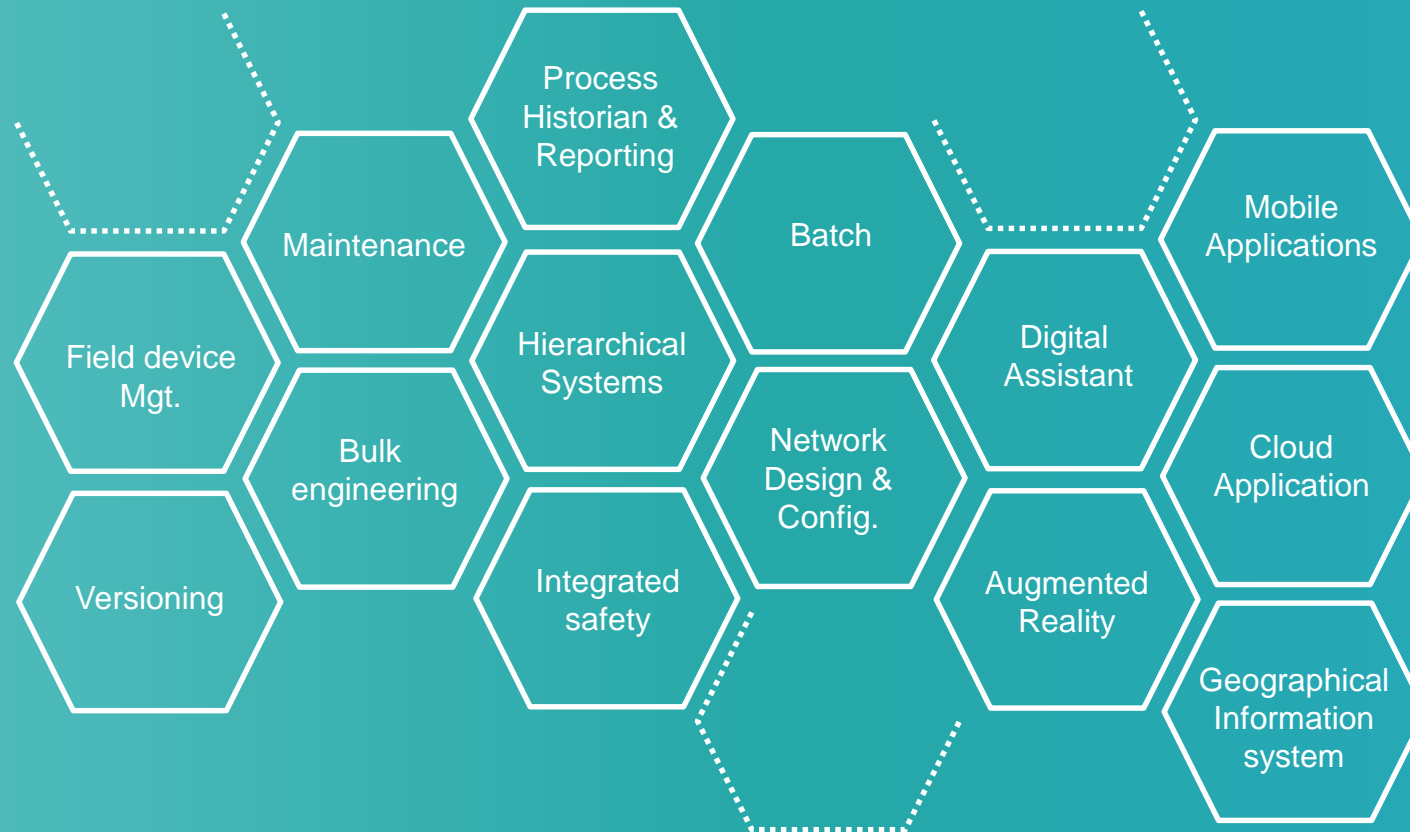 Process
Historian &
Reporting
Maintenance
Batch
Mobile
Applications
Field device
Mgt.
Hierarchical
Systems
Digital
Assistant
Bulk
engineering
Network
Design &
Config.
Cloud
Application
Versioning
Integrated
safety
Augmented
Reality
Geographical
Information
system